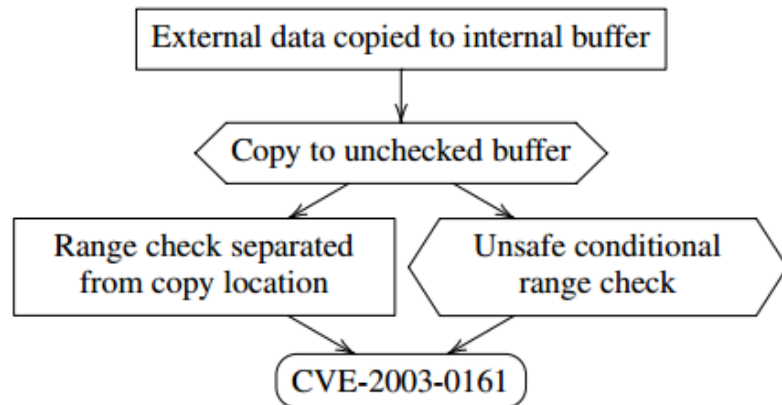 External data copied to internal buffer
Copy to unchecked buffer
Range check separated
from copy location
Unsafe conditional
range check
CVE-2003-0161